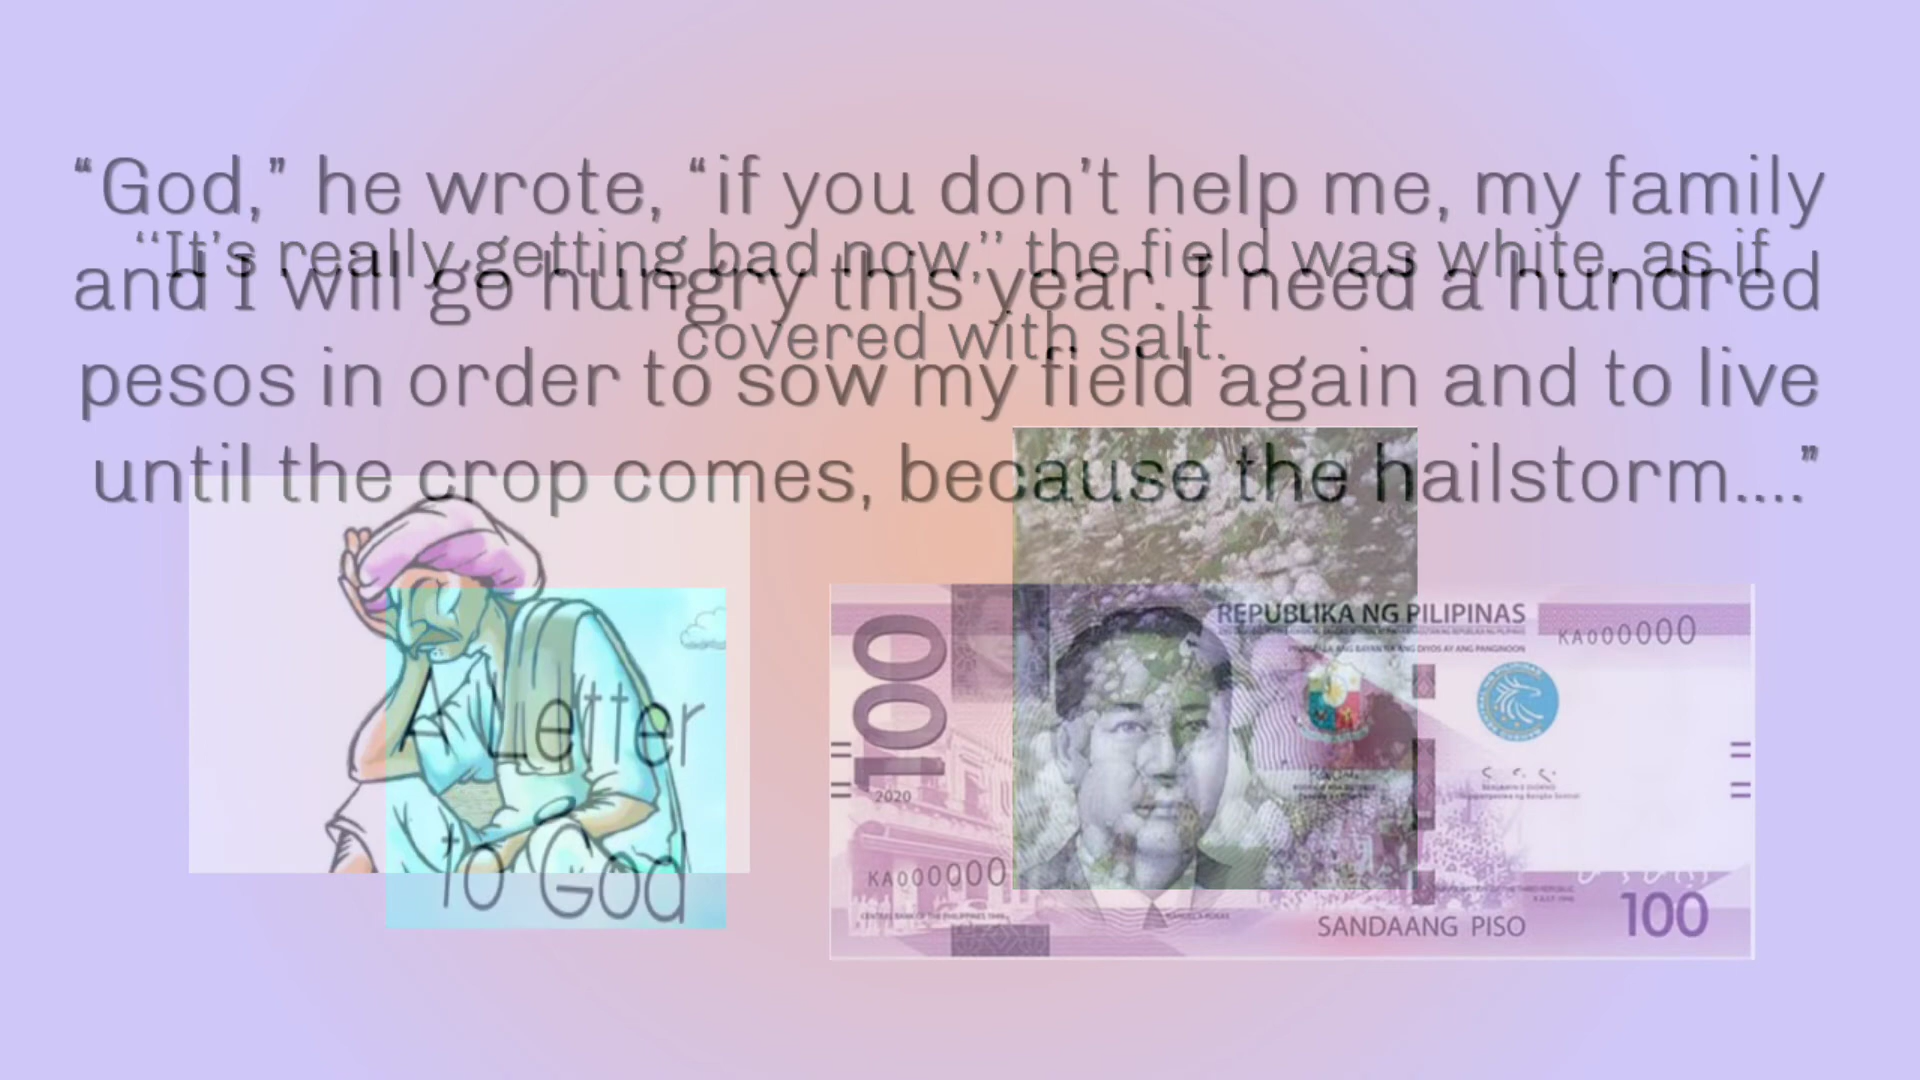 “God,” he wrote, “if you don’t help me, my family
and I will go hungry this year. I need a hundred
pesos in order to sow my field again and to live
until the crop comes, because the hailstorm....”
‘‘It’s really getting bad now,’’ the field was white, as if
covered with salt.
A Letter
to God
REPUBLIKA NG PILIPINAS
KA000000
100
2020
KA000000
SANDAANG PISO
100